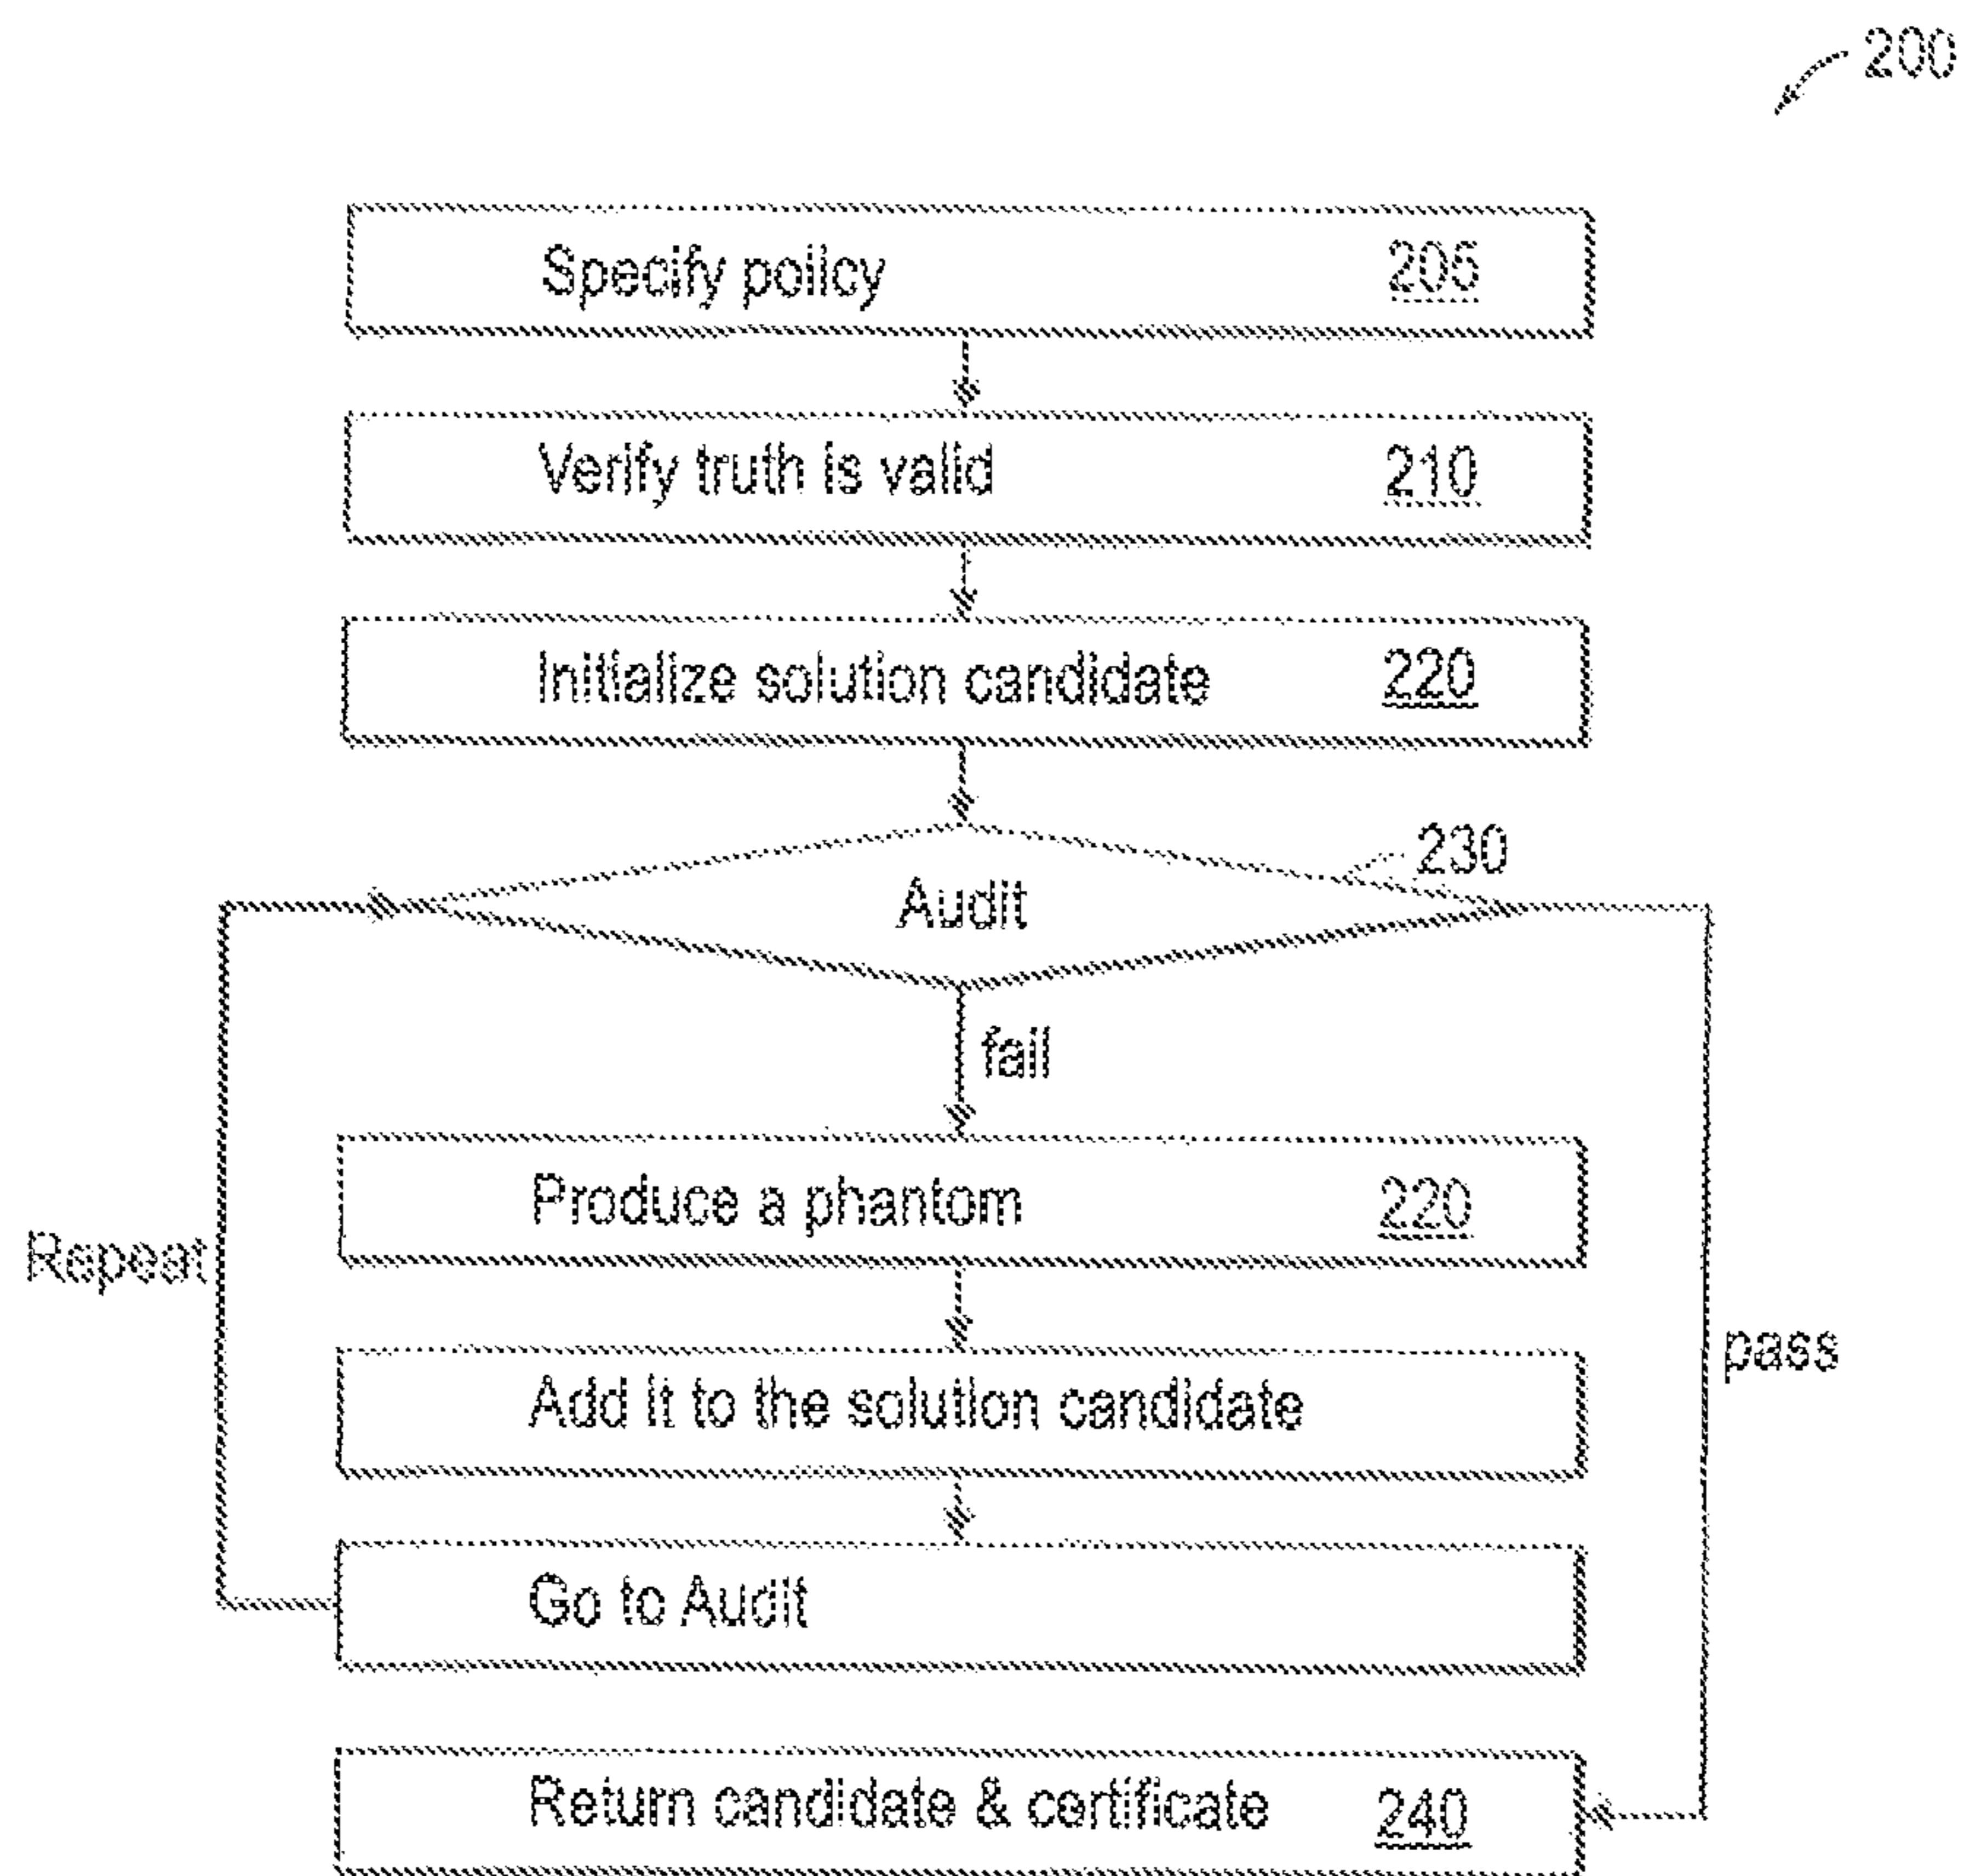 200
Specify policy 205
Verify truth is valid 210
Initialize solution candidate 220
230
Audit
fail
Produce a phantom 220
Repeat
pass
Add it to the solution candidate
Go to Audit
Return candidate & certificate 240